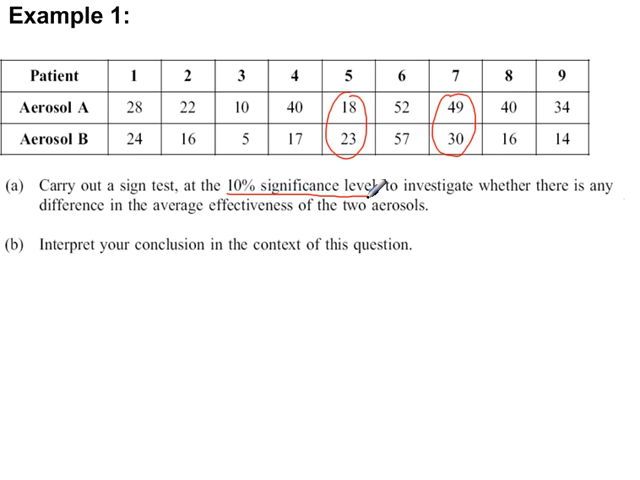 Example 1:
Patient 1 2 3 4 5 6 7 8 9
Aerosol A 28 22 10 40 18 52 49 40 34
Aerosol B 24 16 5 17 23 57 30 16 14
(a) Carry out a sign test, at the 10% significance level to investigate whether there is any
difference in the average effectiveness of the two aerosols.
(b) Interpret your conclusion in the context of this question.